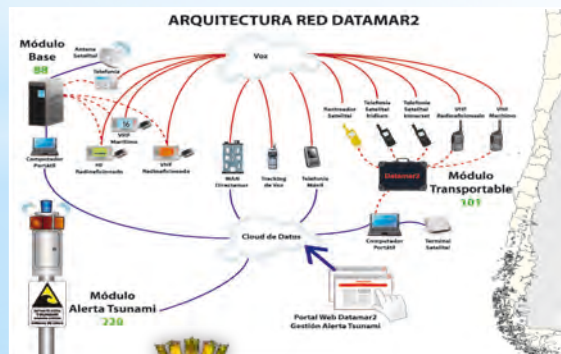 ARQUITECTURA RED DATAMAR2
Módulo
Base
88
Antena
Satelital
Telefonía
Voz
16
VHF
Marítimo
HF
Radioaficionado
VHF
Radioaficionado
Computador
Portátil
WAN
Directemar
Tracking
de Voz
Telefonía
Móvil
Rastreador
Satelital
Telefonía
Satelital
Iridium
Telefonía
Satelital
Inmarsat
VHF
Radioaficionado
VHF
Marítimo
Datamar2
Módulo
Transportable
101
Cloud de Datos
Computador
Portátil
Terminal
Satelital
Módulo
Alerta Tsunami
220
Portal Web Datamar2
Gestión Alerta Tsunami